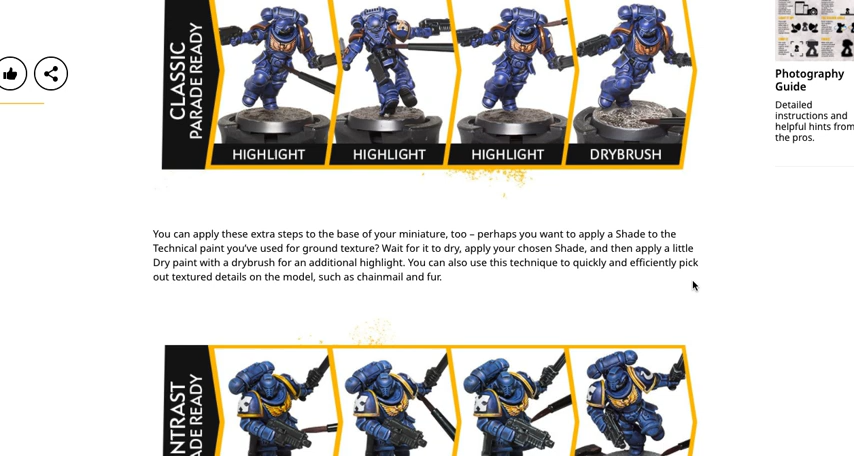 CLASSIC
PARADE READY
HIGHLIGHT
HIGHLIGHT
HIGHLIGHT
DRYBRUSH
Photography
Guide
Detailed
instructions and
helpful hints from
the pros.
You can apply these extra steps to the base of your miniature, too – perhaps you want to apply a Shade to the
Technical paint you’ve used for ground texture? Wait for it to dry, apply your chosen Shade, and then apply a little
Dry paint with a drybrush for an additional highlight. You can also use this technique to quickly and efficiently pick
out textured details on the model, such as chainmail and fur.
NTRAST
ADE READY